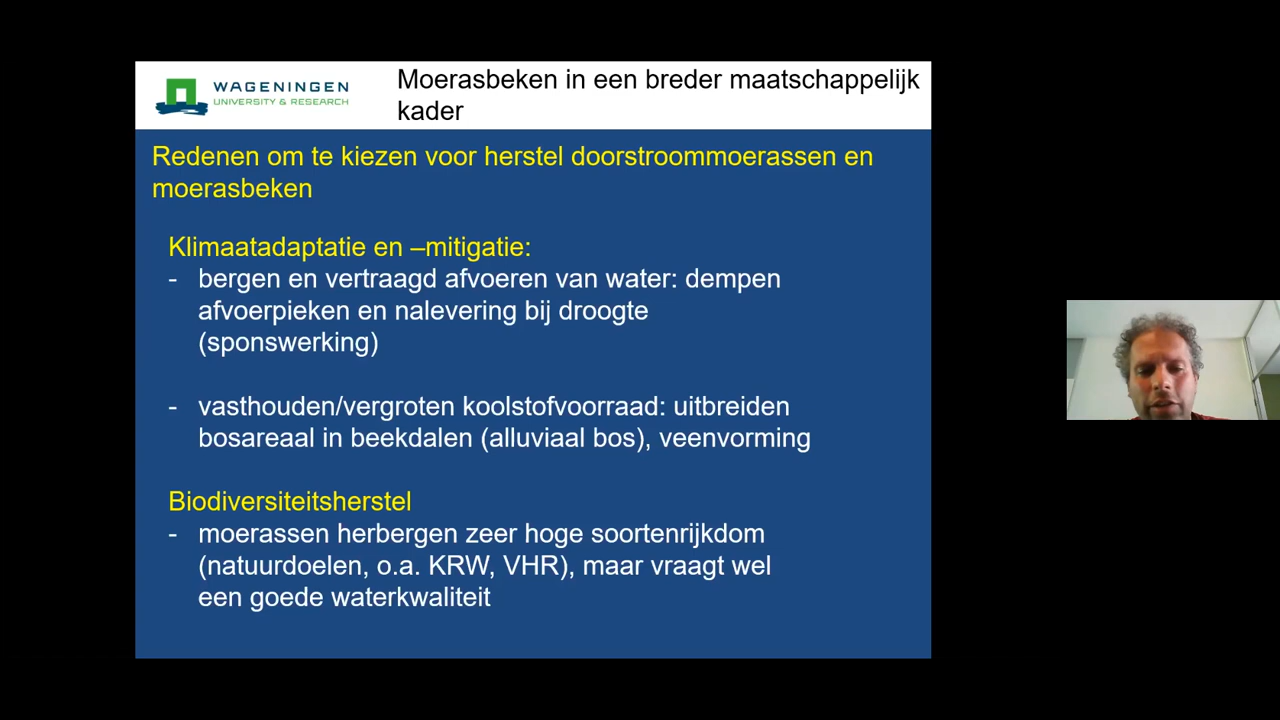 WAGENINGEN
UNIVERSITY & RESEARCH
Moerasbeken in een breder maatschappelijk
kader
Redenen om te kiezen voor herstel doorstroommoerassen en
moerasbeken
Klimaatadaptatie en –mitigatie:
- bergen en vertraagd afvoeren van water: dempen
afvoerpieken en nalevering bij droogte
(sponswerking)
- vasthouden/vergroten koolstofvoorraad: uitbreiden
bosareaal in beekdalen (alluviaal bos), veenvorming
Biodiversiteitsherstel
- moerassen herbergen zeer hoge soortenrijkdom
(natuurdoelen, o.a. KRW, VHR), maar vraagt wel
een goede waterkwaliteit